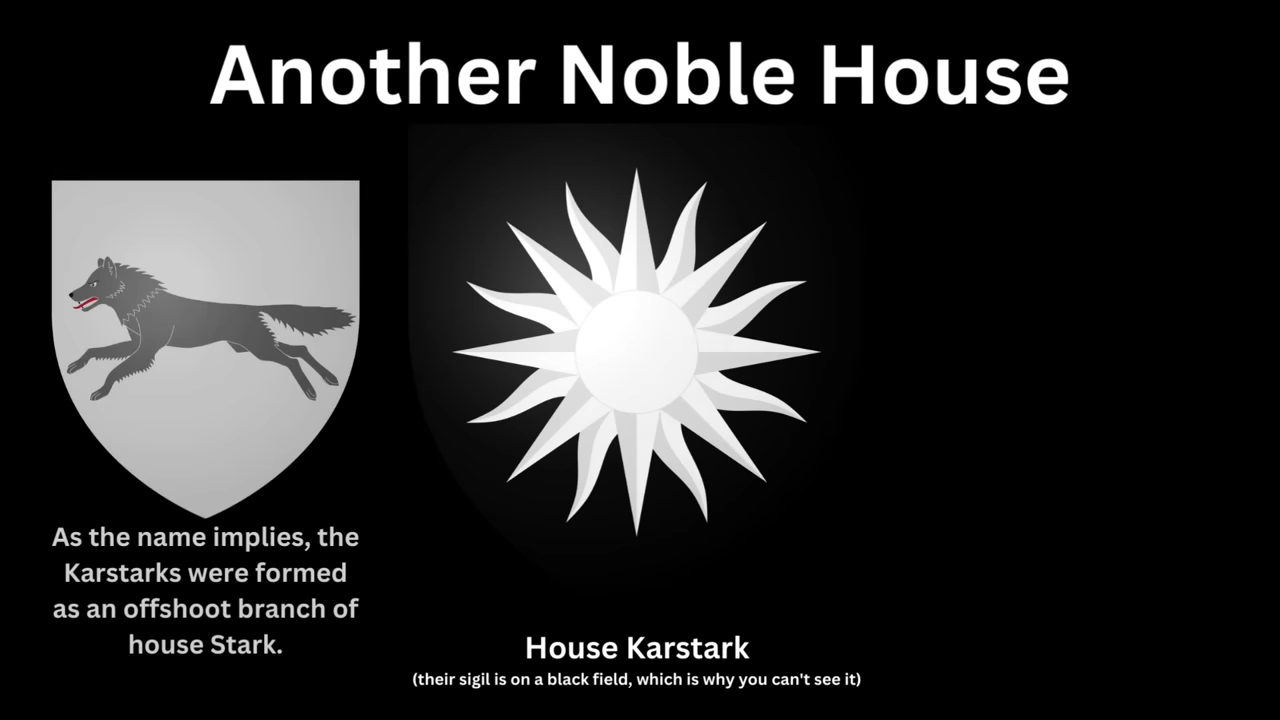 Another Noble House
As the name implies, the
Karstarks were formed
as an offshoot branch of
house Stark.
House Karstark
(their sigil is on a black field, which is why you can't see it)